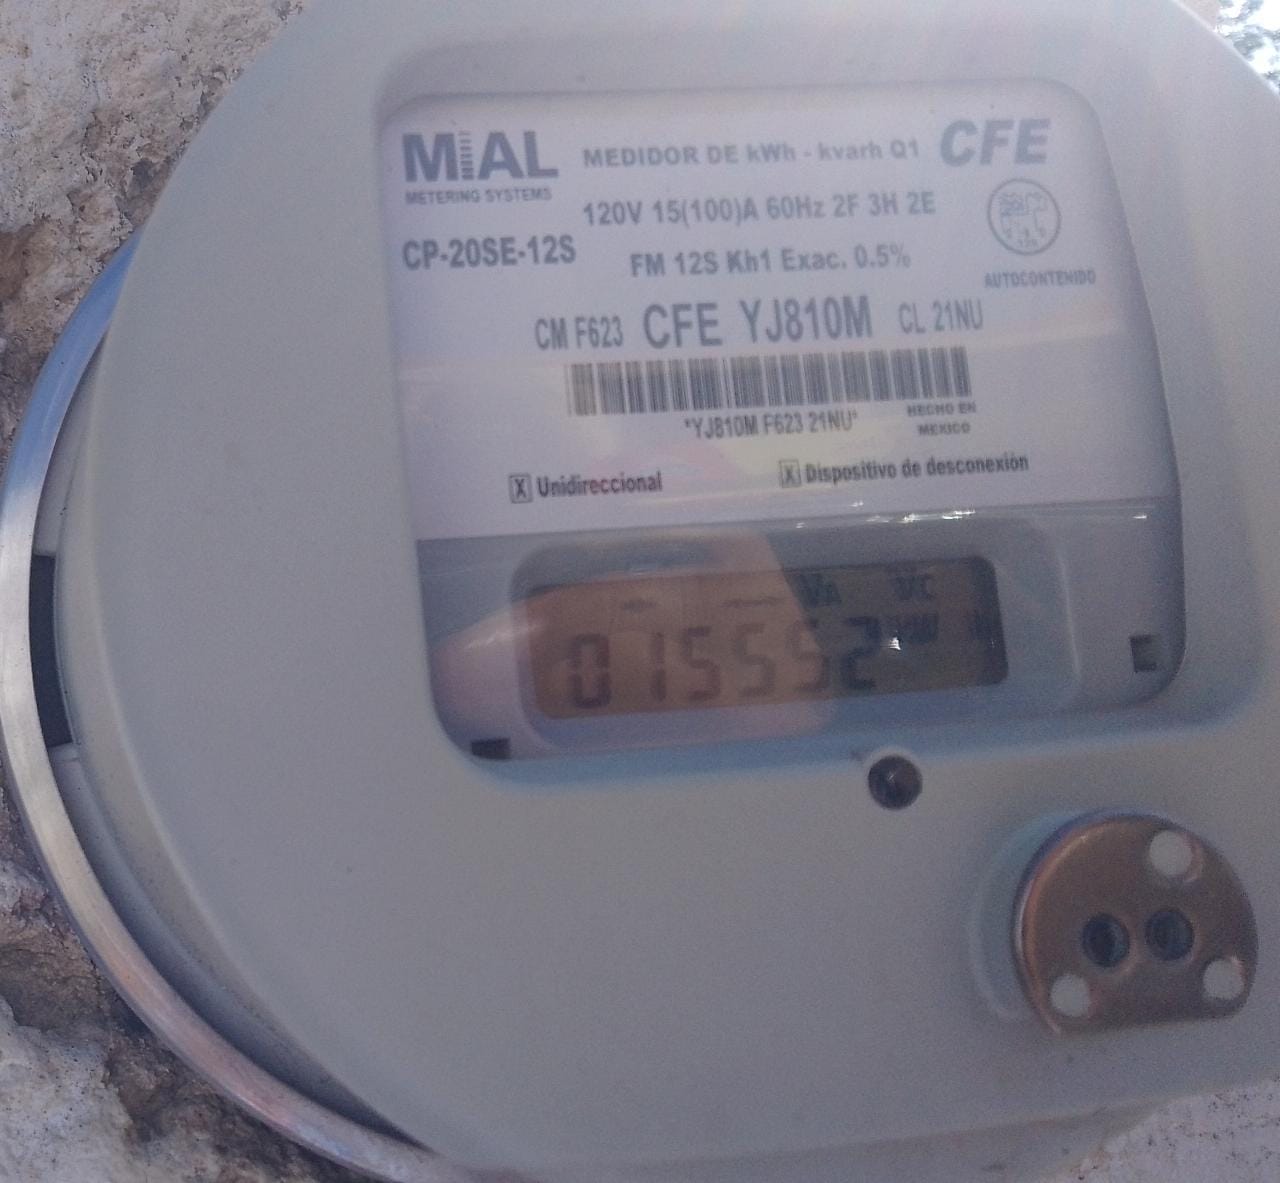 MIAL METERING SYSTEMS
MEDIDOR DE kWh - kvarh Q1
CFE
120V 15(100)A 60Hz 2F 3H 2E
CP-20SE-12S
FM 12S Kh1 Exac. 0.5%
AUTOCONTENIDO
CM F623 CFE YJ810M CL 21NU
*YJ810M F623 21NU*
HECHO EN
MEXICO
X Unidireccional
X Dispositivo de desconexión
VA VC
015552